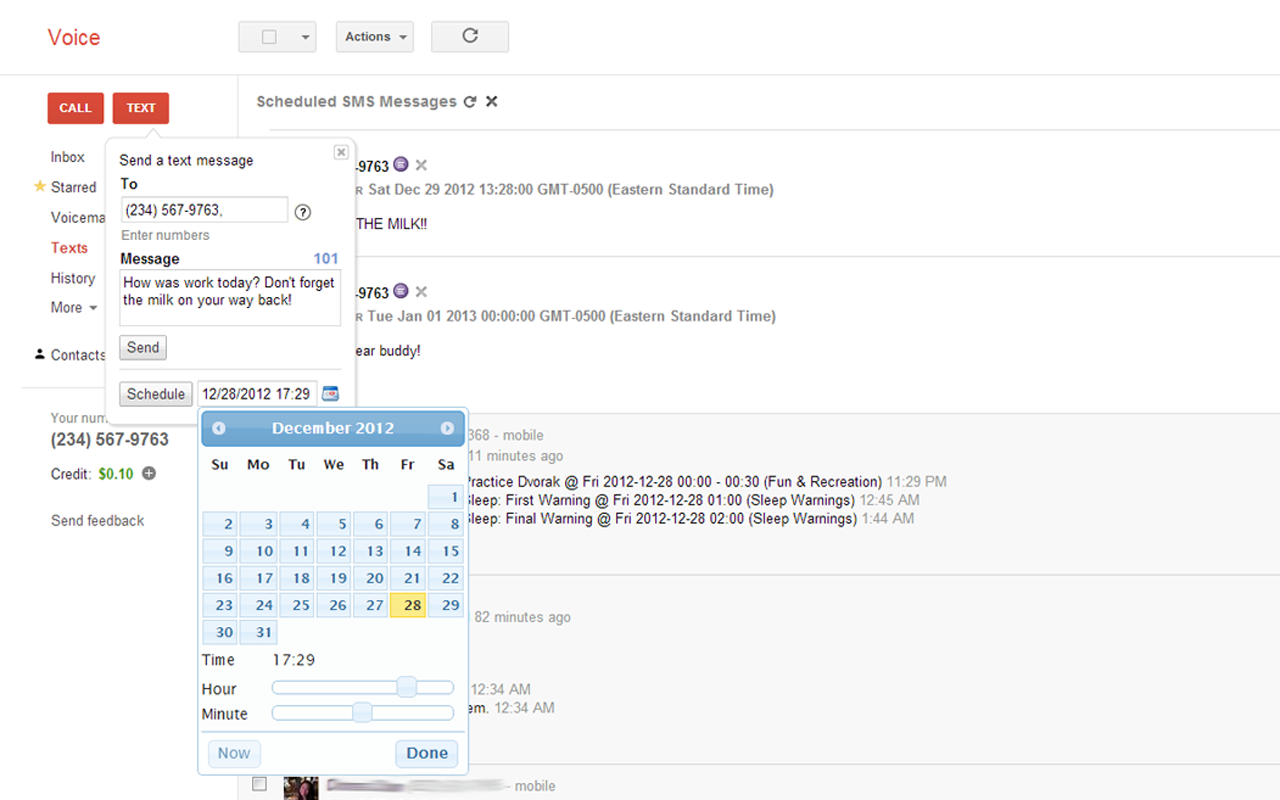 Voice
Actions
CALL
TEXT
Scheduled SMS Messages
Inbox
Starred
Voicema
Texts
History
More
Contacts
Your num
(234) 567-9763
Credit: $0.10
Send feedback
Send a text message
To
(234) 567-9763,
Enter numbers
Message 101
How was work today? Don't forget
the milk on your way back!
Send
Schedule 12/28/2012 17:29
December 2012
Su Mo Tu We Th Fr Sa
1
2 3 4 5 6 7 8
9 10 11 12 13 14 15
16 17 18 19 20 21 22
23 24 25 26 27 28 29
30 31
Time 17:29
Hour
Minute
Now Done
-9763
R Sat Dec 29 2012 13:28:00 GMT-0500 (Eastern Standard Time)
THE MILK!!
-9763
R Tue Jan 01 2013 00:00:00 GMT-0500 (Eastern Standard Time)
ear buddy!
368 - mobile
11 minutes ago
Practice Dvorak @ Fri 2012-12-28 00:00 - 00:30 (Fun & Recreation) 11:29 PM
Sleep: First Warning @ Fri 2012-12-28 01:00 (Sleep Warnings) 12:45 AM
Sleep: Final Warning @ Fri 2012-12-28 02:00 (Sleep Warnings) 1:44 AM
82 minutes ago
12:34 AM
em. 12:34 AM
- mobile